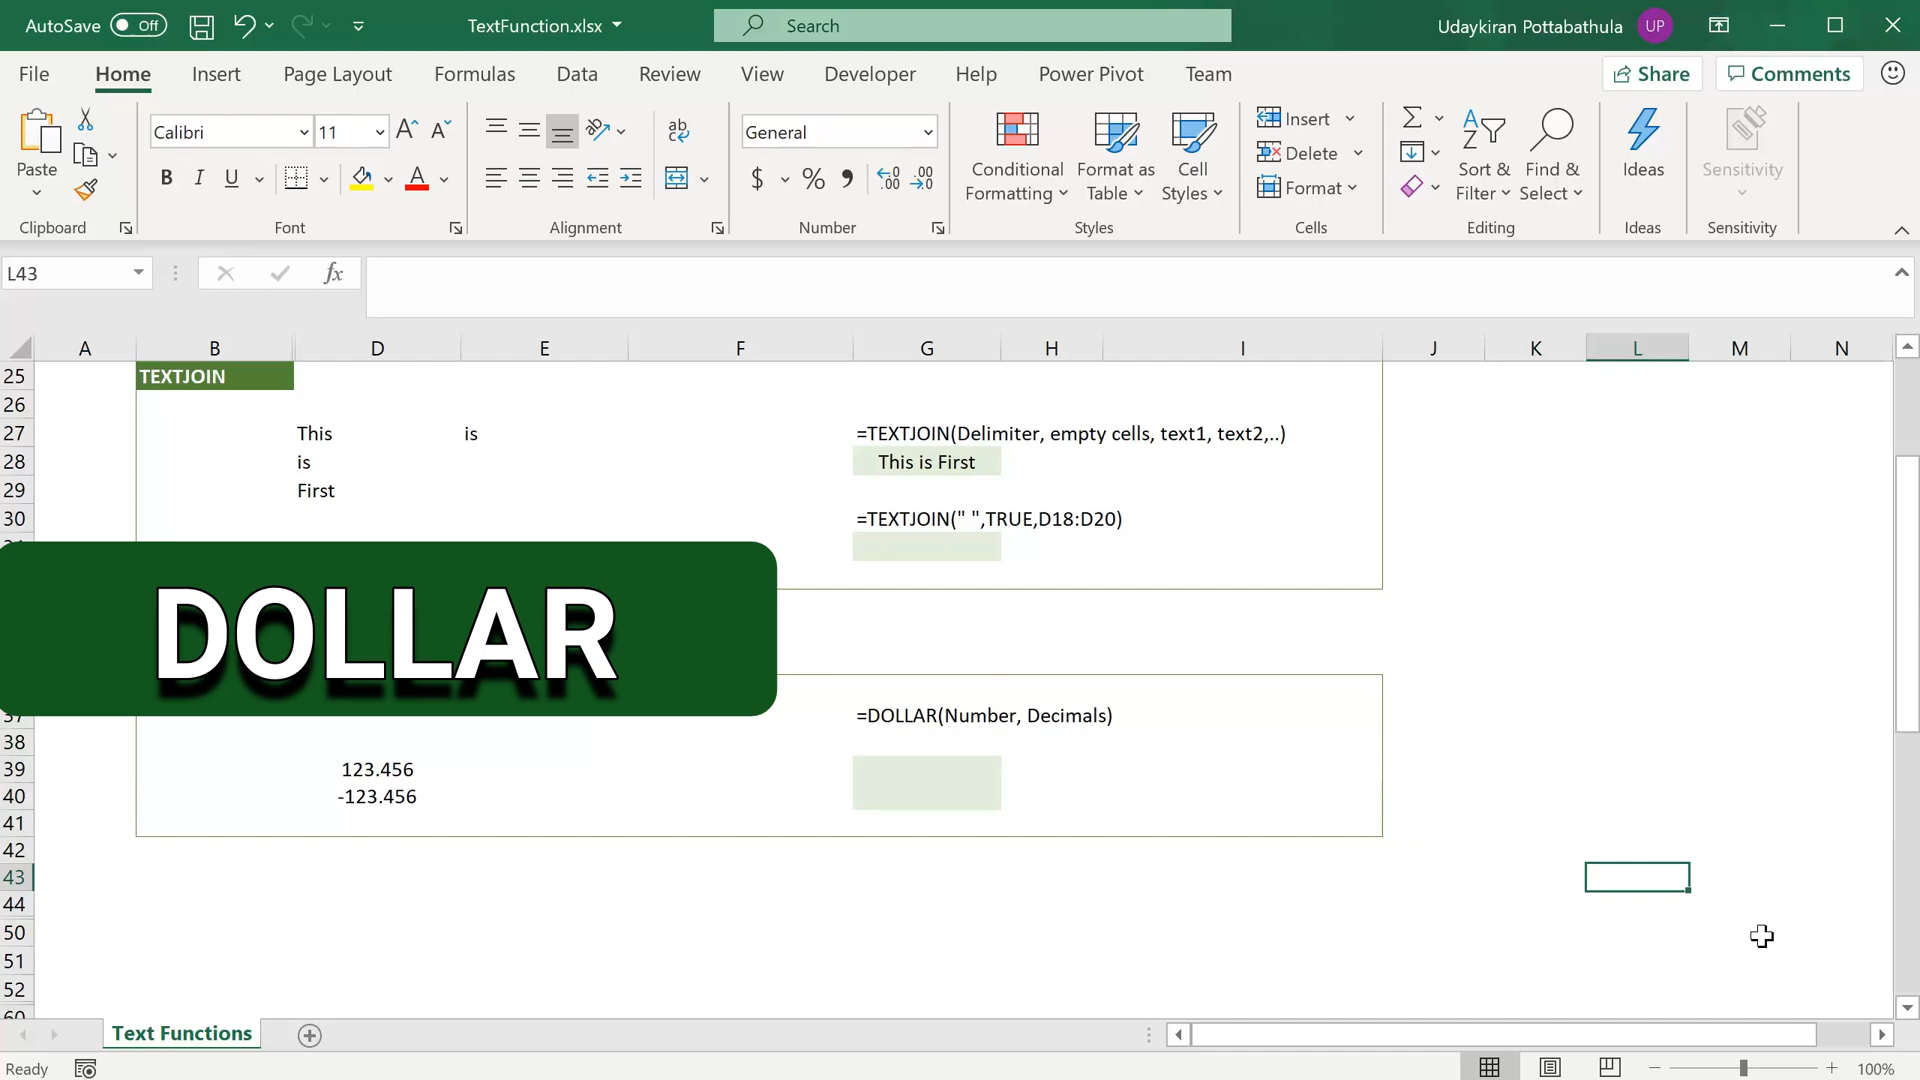 AutoSave Off TextFunction.xlsx Search Udaykiran Pottabathula UP
File Home Insert Page Layout Formulas Data Review View Developer Help Power Pivot Team Share Comments
Calibri 11 A A ab General Insert
Paste B I U A $ % Conditional Formatting Format as Table Cell Styles Delete Format Sort & Filter Find & Select Ideas Sensitivity
Clipboard Font Alignment Number Styles Cells Editing Ideas Sensitivity
L43 fx
A B D E F G H I J K L M N
25 TEXTJOIN
26
27 This is =TEXTJOIN(Delimiter, empty cells, text1, text2,..)
28 is This is First
29 First
30 =TEXTJOIN(" ",TRUE,D18:D20)
DOLLAR
37 =DOLLAR(Number, Decimals)
38
39 123.456
40 -123.456
41
42
43
44
50
51
52
60
Text Functions
Ready 100%